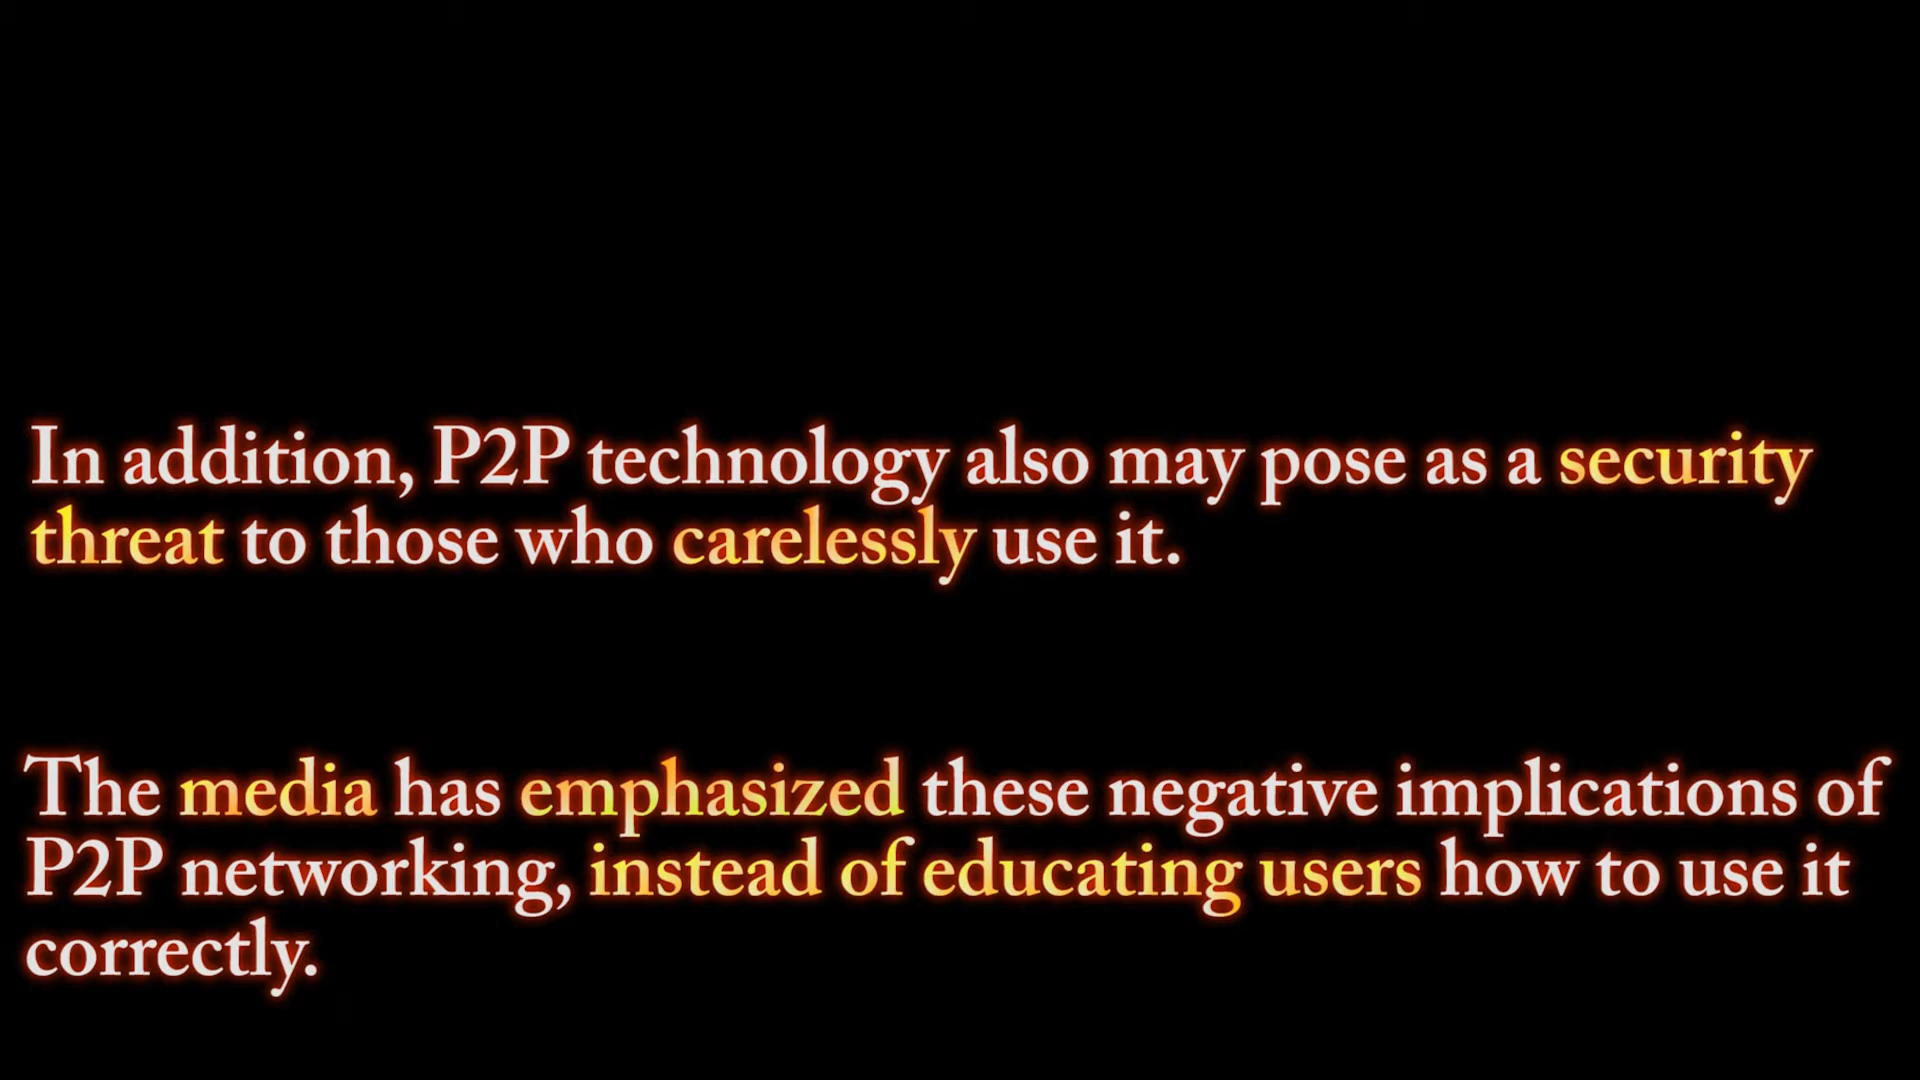 In addition, P2P technology also may pose as a security
threat to those who carelessly use it.
The media has emphasized these negative implications of
P2P networking, instead of educating users how to use it
correctly.